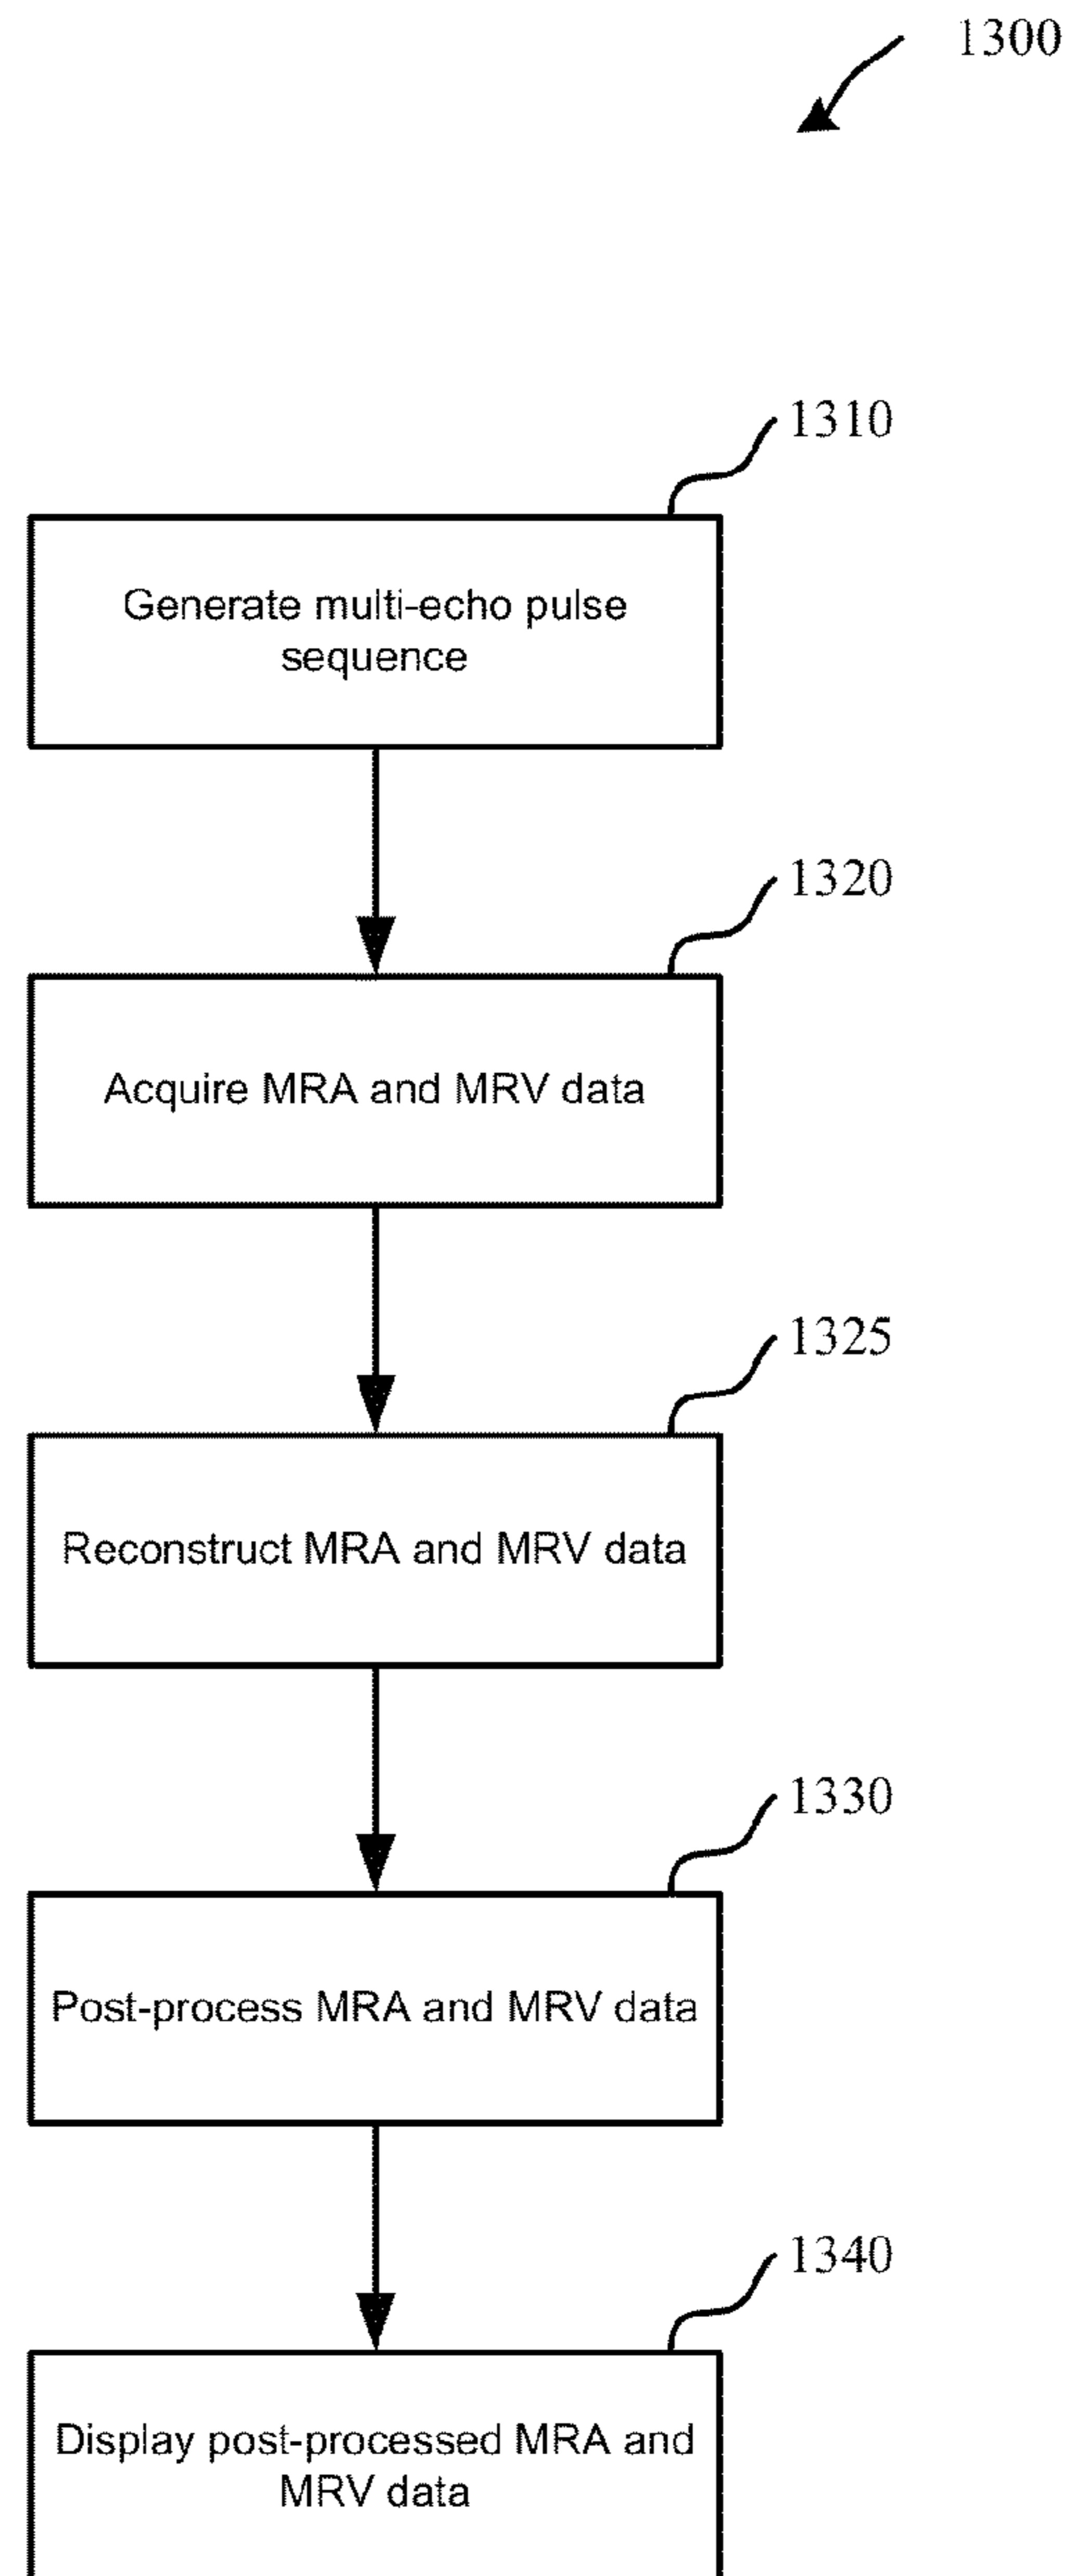 1300
1310
Generate multi-echo pulse
sequence
1320
Acquire MRA and MRV data
1325
Reconstruct MRA and MRV data
1330
Post-process MRA and MRV data
1340
Display post-processed MRA and
MRV data